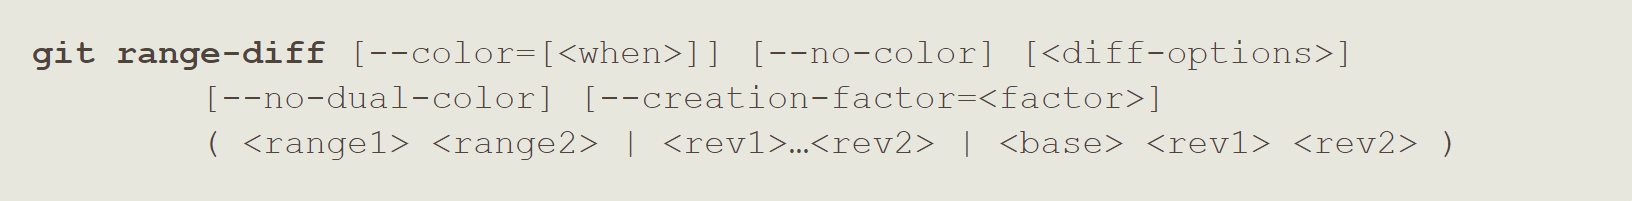 git range-diff [--color=[<when>]] [--no-color] [<diff-options>]
[--no-dual-color] [--creation-factor=<factor>]
( <range1> <range2> | <rev1>…<rev2> | <base> <rev1> <rev2> )